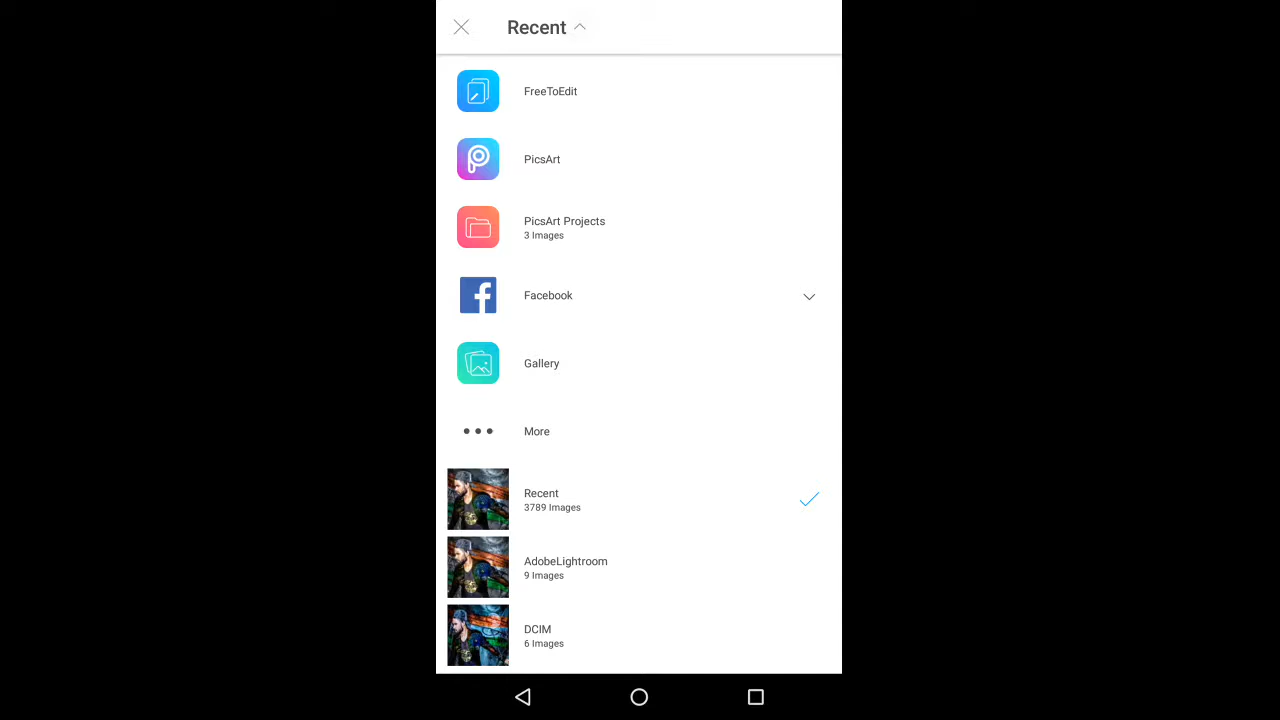 Recent
FreeToEdit
PicsArt
PicsArt Projects
3 Images
Facebook
Gallery
More
Recent
3789 Images
AdobeLightroom
9 Images
DCIM
6 Images